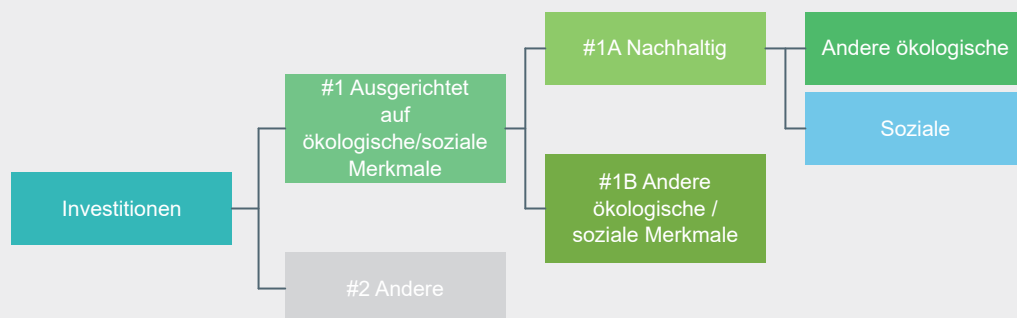 Investitionen
#1 Ausgerichtet
auf
ökologische/soziale
Merkmale
#2 Andere
#1A Nachhaltig
#1B Andere
ökologische /
soziale Merkmale
Andere ökologische
Soziale